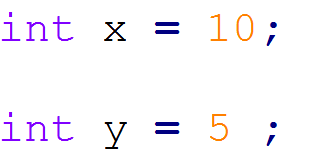 int x = 10;
int y = 5 ;